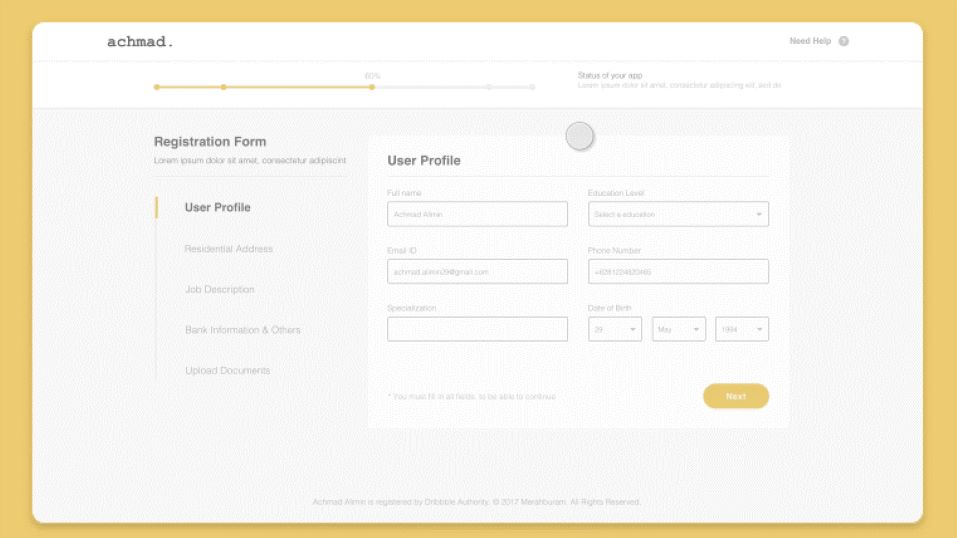 achmad.
Need Help ?
60%
Status of your app
Lorem ipsum dolor sit amet, consectetur adipiscing elit, sed do
Registration Form
Lorem ipsum dolor sit amet, consectetur adipiscint
User Profile
Residential Address
Job Description
Bank Information & Others
Upload Documents
User Profile
Full name
Achmad Alimin
Education Level
Select a education
Email ID
achmad.alimin29@gmail.com
Phone Number
Specialization
Date of Birth
29
May
1994
* You must fill in all fields, to be able to continue
Next
Achmad Alimin is registered by Dribbble Authority. © 2017 Merahburam. All Rights Reserved.